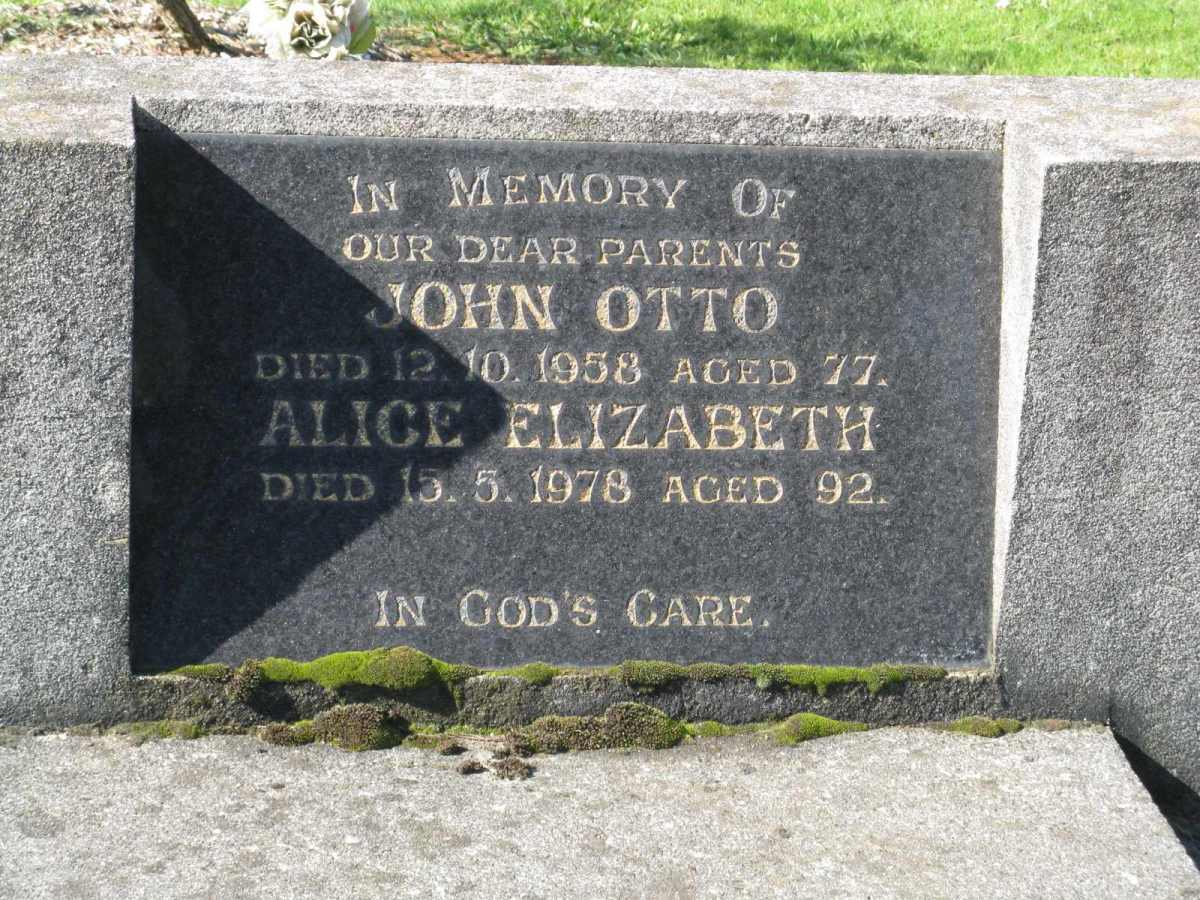 IN MEMORY OF
OUR DEAR PARENTS
JOHN OTTO
DIED 12. 10. 1958 AGED 77.
ALICE ELIZABETH
DIED 15. 5. 1978 AGED 92.
IN GOD'S CARE.